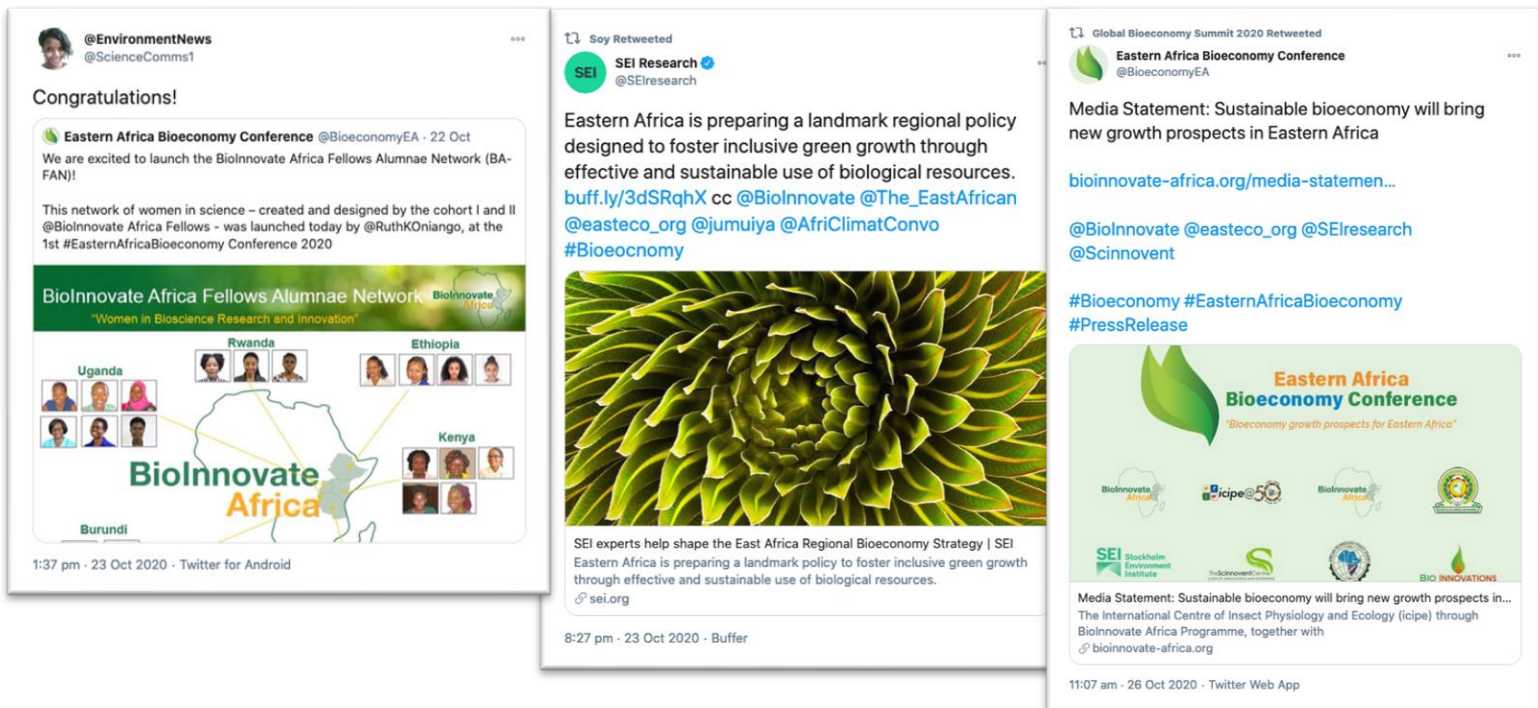 @EnvironmentNews
@ScienceComms1
Congratulations!
Eastern Africa Bioeconomy Conference @BioeconomyEA · 22 Oct
We are excited to launch the BioInnovate Africa Fellows Alumnae Network (BA-
FAN)!
This network of women in science – created and designed by the cohort I and II
@BioInnovate Africa Fellows - was launched today by @RuthKOniango, at the
1st #EasternAfricaBioeconomy Conference 2020
BioInnovate Africa Fellows Alumnae Network
BioInnovate
Africa
"Women in Bioscience Research and Innovation"
Rwanda
Ethiopia
Uganda
Kenya
BioInnovate
Africa
Burundi
1:37 pm · 23 Oct 2020 · Twitter for Android
Soy Retweeted
SEI
SEI Research
@SEIresearch
Eastern Africa is preparing a landmark regional policy
designed to foster inclusive green growth through
effective and sustainable use of biological resources.
buff.ly/3dSRqhX cc @BioInnovate @The_EastAfrican
@easteco_org @jumuiya @AfriClimatConvo
#Bioeocnomy
SEI experts help shape the East Africa Regional Bioeconomy Strategy | SEI
Eastern Africa is preparing a landmark policy to foster inclusive green growth
through effective and sustainable use of biological resources.
sei.org
8:27 pm · 23 Oct 2020 · Buffer
Global Bioeconomy Summit 2020 Retweeted
Eastern Africa Bioeconomy Conference
@BioeconomyEA
Media Statement: Sustainable bioeconomy will bring
new growth prospects in Eastern Africa
bioinnovate-africa.org/media-statemen...
@BioInnovate @easteco_org @SEIresearch
@Scinnovent
#Bioeconomy #EasternAfricaBioeconomy
#PressRelease
Eastern Africa
Bioeconomy Conference
"Bioeconomy growth prospects for Eastern Africa"
BioInnovate
Africa
icipe@50
BioInnovate
Africa
SEI Stockholm
Environment
Institute
TheScinnoventCentre
BIO INNOVATIONS
Media Statement: Sustainable bioeconomy will bring new growth prospects in...
The International Centre of Insect Physiology and Ecology (icipe) through
BioInnovate Africa Programme, together with
bioinnovate-africa.org
11:07 am · 26 Oct 2020 · Twitter Web App